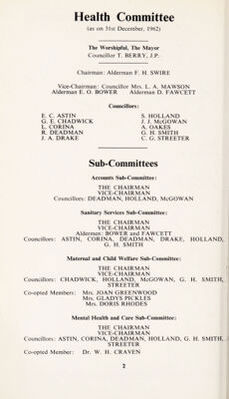 Health Committee
(as on 31st December, 1962)
The Worshipful, The Mayor
Councillor T. BERRY, J.P.
Chairman: Alderman F. H. SWIRE
Vice-Chairman: Councillor Mrs. L. A. MAWSON
Alderman E. O. BOWER Alderman D. FAWCETT
Councillors:
E. C. ASTIN S. HOLLAND
G. E. CHADWICK J. J. McGOWAN
L. CORINA A. OAKES
R. DEADMAN G. H. SMITH
J. A. DRAKE C. G. STREETER
Sub-Committees
Accounts Sub-Committee:
THE CHAIRMAN
VICE-CHAIRMAN
Councillors: DEADMAN, HOLLAND, McGOWAN
Sanitary Services Sub-Committee:
THE CHAIRMAN
VICE-CHAIRMAN
Alderman: BOWER and FAWCETT
Councillors: ASTIN, CORINA, DEADMAN, DRAKE, HOLLAND,
G. H. SMITH
Maternal and Child Welfare Sub-Committee:
THE CHAIRMAN
VICE-CHAIRMAN
Councillors: CHADWICK, HOLLAND, McGOWAN, G. H. SMITH,
STREETER
Co-opted Members: Mrs. JOAN GREENWOOD
Mrs. GLADYS PICKLES
Mrs. DORIS RHODES
Mental Health and Care Sub-Committee:
THE CHAIRMAN
VICE-CHAIRMAN
Councillors: ASTIN, CORINA, DEADMAN, HOLLAND, G. H. SMITH,
STREETER
Co-opted Member: Dr. W. H. CRAVEN
2